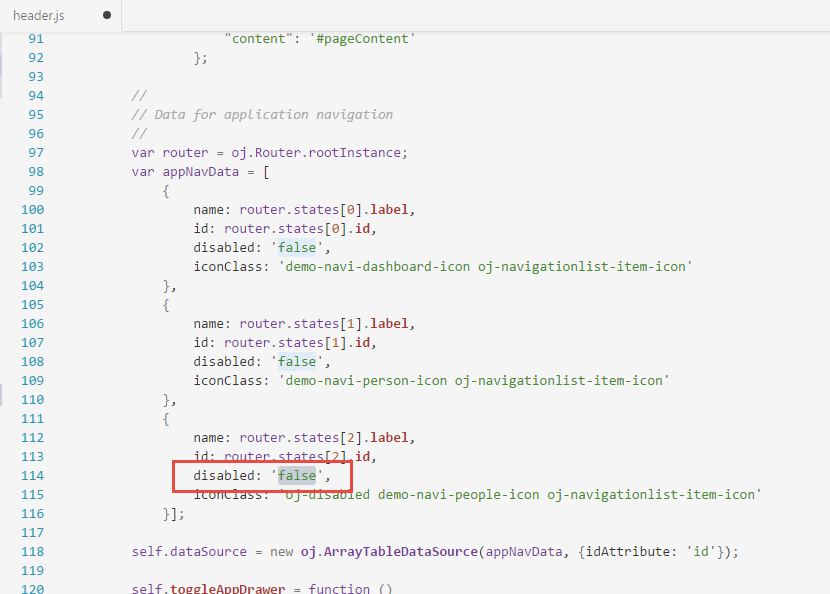 header.js
91                         "content": '#pageContent'
92                     };
93
94             //
95             // Data for application navigation
96             //
97             var router = oj.Router.rootInstance;
98             var appNavData = [
99                 {
100                     name: router.states[0].label,
101                     id: router.states[0].id,
102                     disabled: 'false',
103                     iconClass: 'demo-navi-dashboard-icon oj-navigationlist-item-icon'
104                 },
105                 {
106                     name: router.states[1].label,
107                     id: router.states[1].id,
108                     disabled: 'false',
109                     iconClass: 'demo-navi-person-icon oj-navigationlist-item-icon'
110                 },
111                 {
112                     name: router.states[2].label,
113                     id: router.states[2].id,
114                     disabled: 'false',
115                     iconClass: 'oj-disabled demo-navi-people-icon oj-navigationlist-item-icon'
116                 }];
117
118             self.dataSource = new oj.ArrayTableDataSource(appNavData, {idAttribute: 'id'});
119
120             self.toggleAppDrawer = function ()